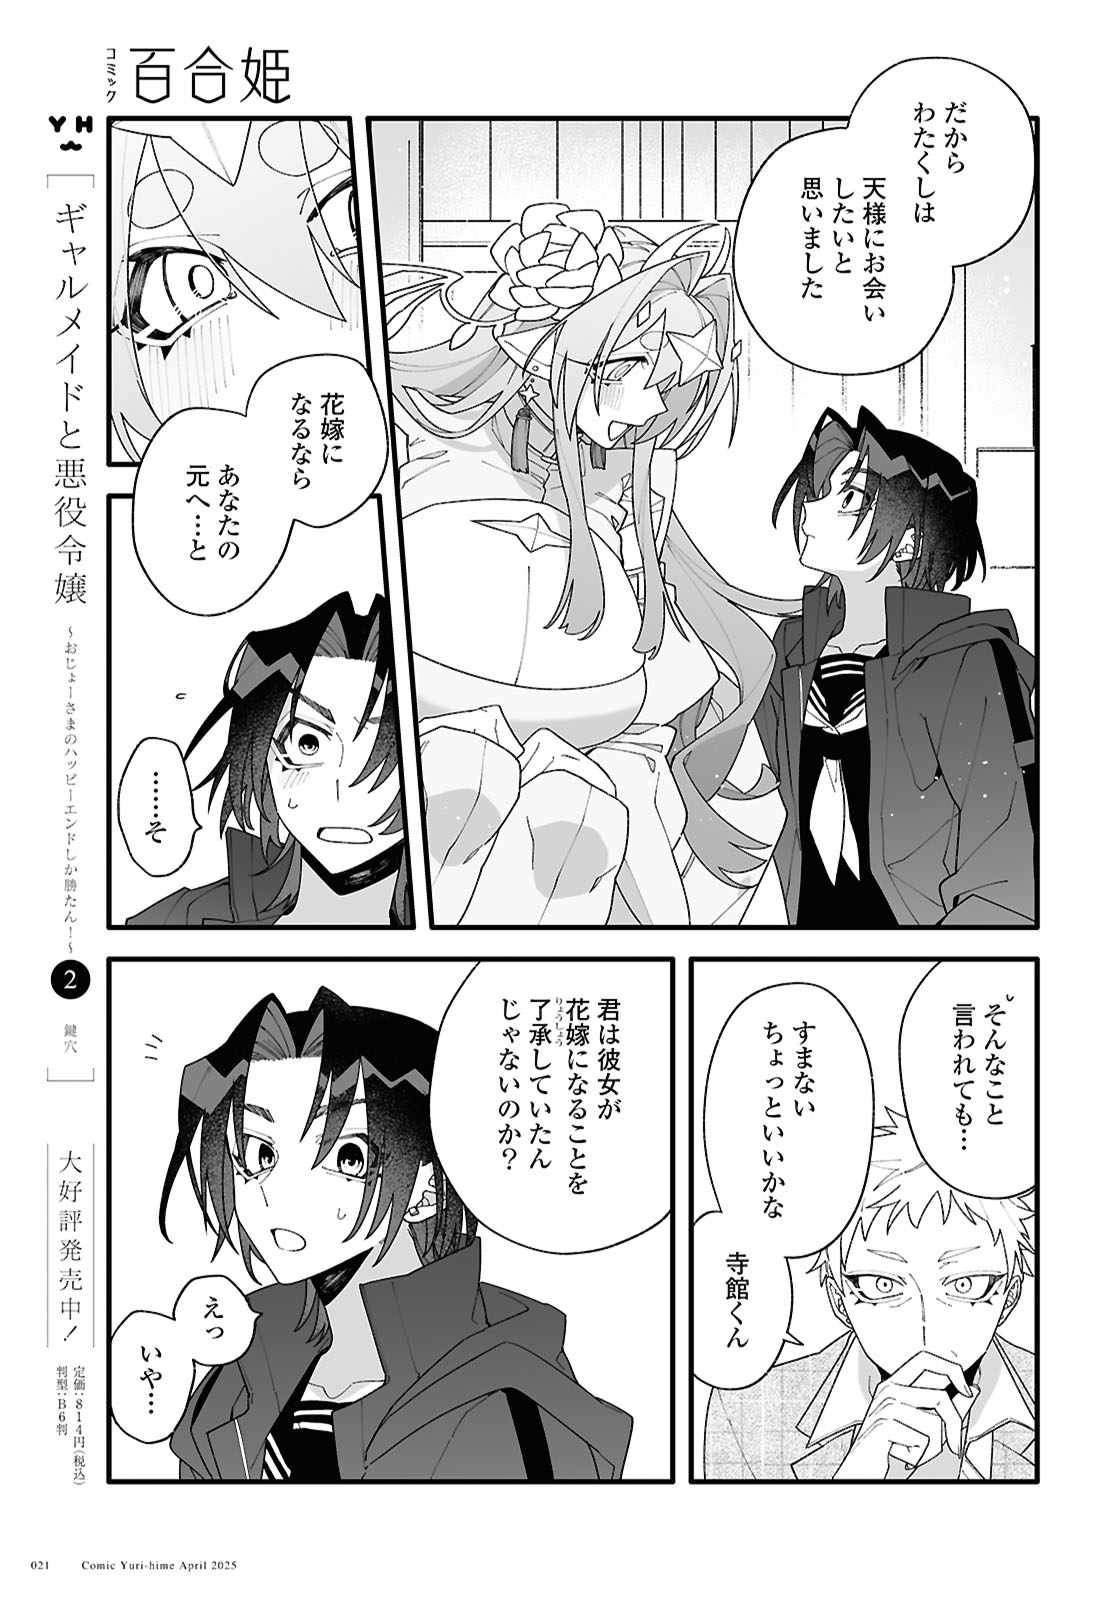 コミック
百合姫
YH
ギャルメイドと悪役令嬢
～おじょーさまのハッピーエンドしか勝たん！～
2
鍵穴
大好評発売中！
定価：814円（税込）
判型：B6判
だから
わたくしは
天様にお会い
したいと
思いました
花嫁に
なるなら
あなたの
元へ…と
……そ
そんなこと
言われても…
すまない
ちょっといいかな
寺館くん
君は彼女が
花嫁になることを
了承していたん
りょうしょう
じゃないのか？
えっ
いや…
021
Comic Yuri-hime April 2025